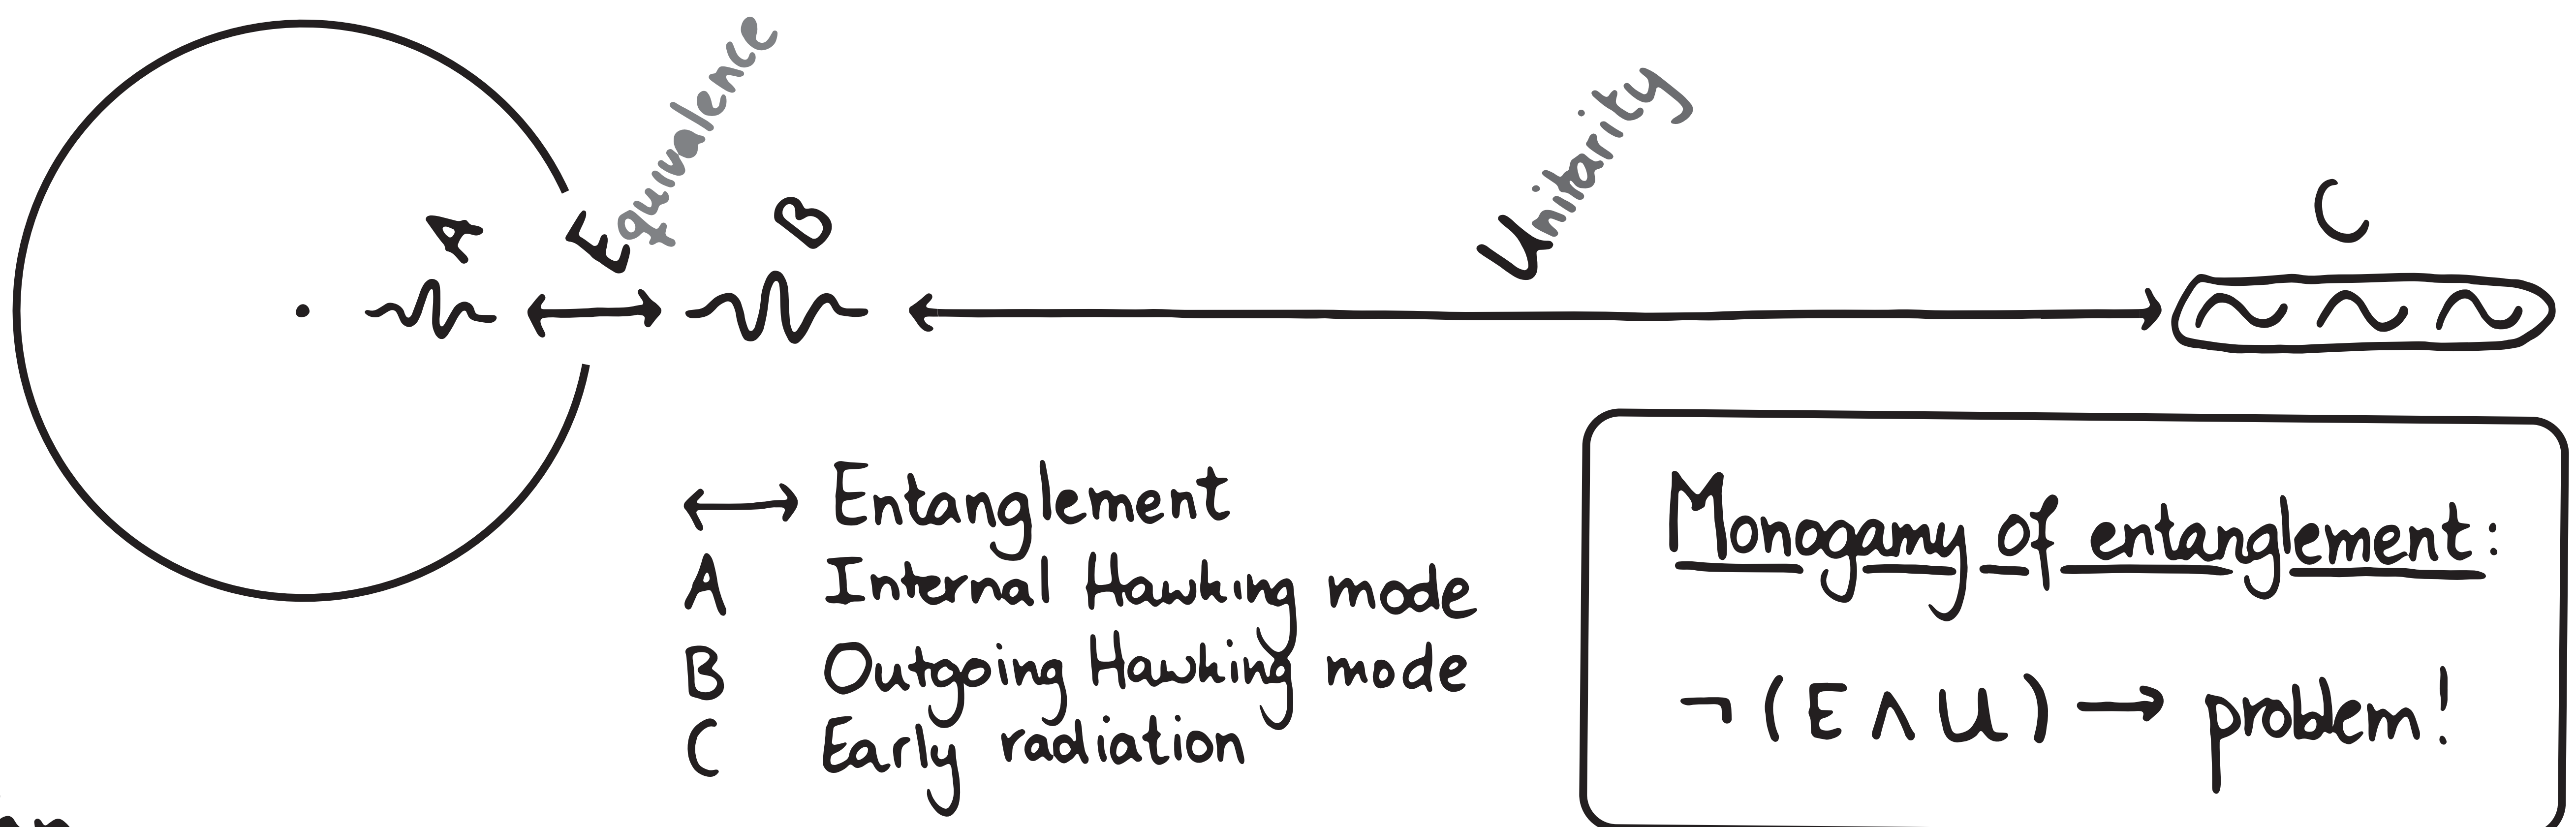 Equivalence
Unitarity
A
B
C
Entanglement
A Internal Hawking mode
B Outgoing Hawking mode
C Early radiation
Monogamy of entanglement:
¬(E ∧ U) → problem!